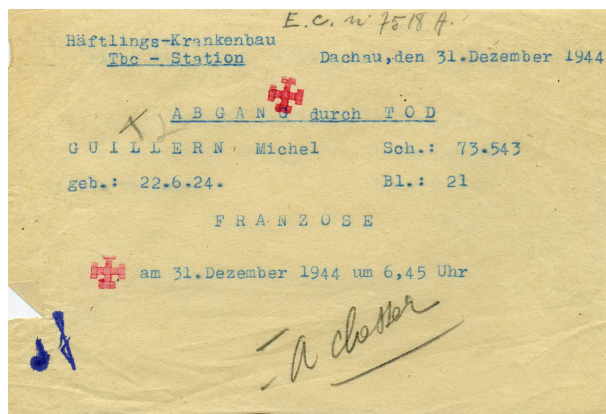 E.C. n° 7518 A.
Häftlings-Krankenbau
Tbc - Station Dachau,den 31.Dezember 1944
A B G A N G durch T O D
G U I L L E R N Michel Sch.: 73.543
geb.: 22.6.24. Bl.: 21
F R A N Z O S E
am 31.Dezember 1944 um 6,45 Uhr
A classer